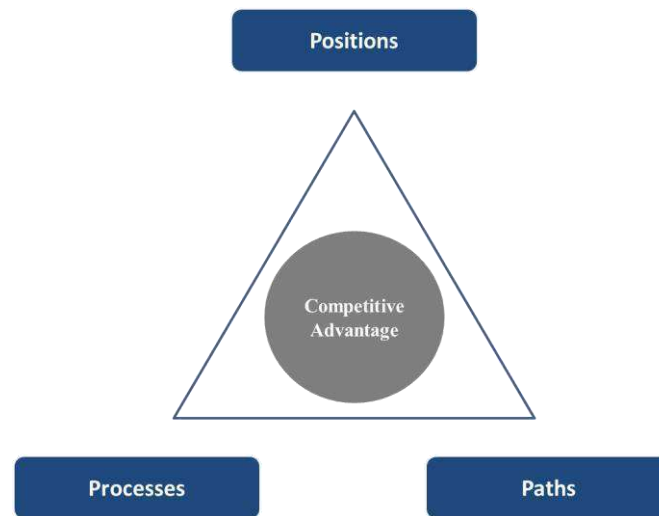 Positions
Competitive
Advantage
Processes
Paths